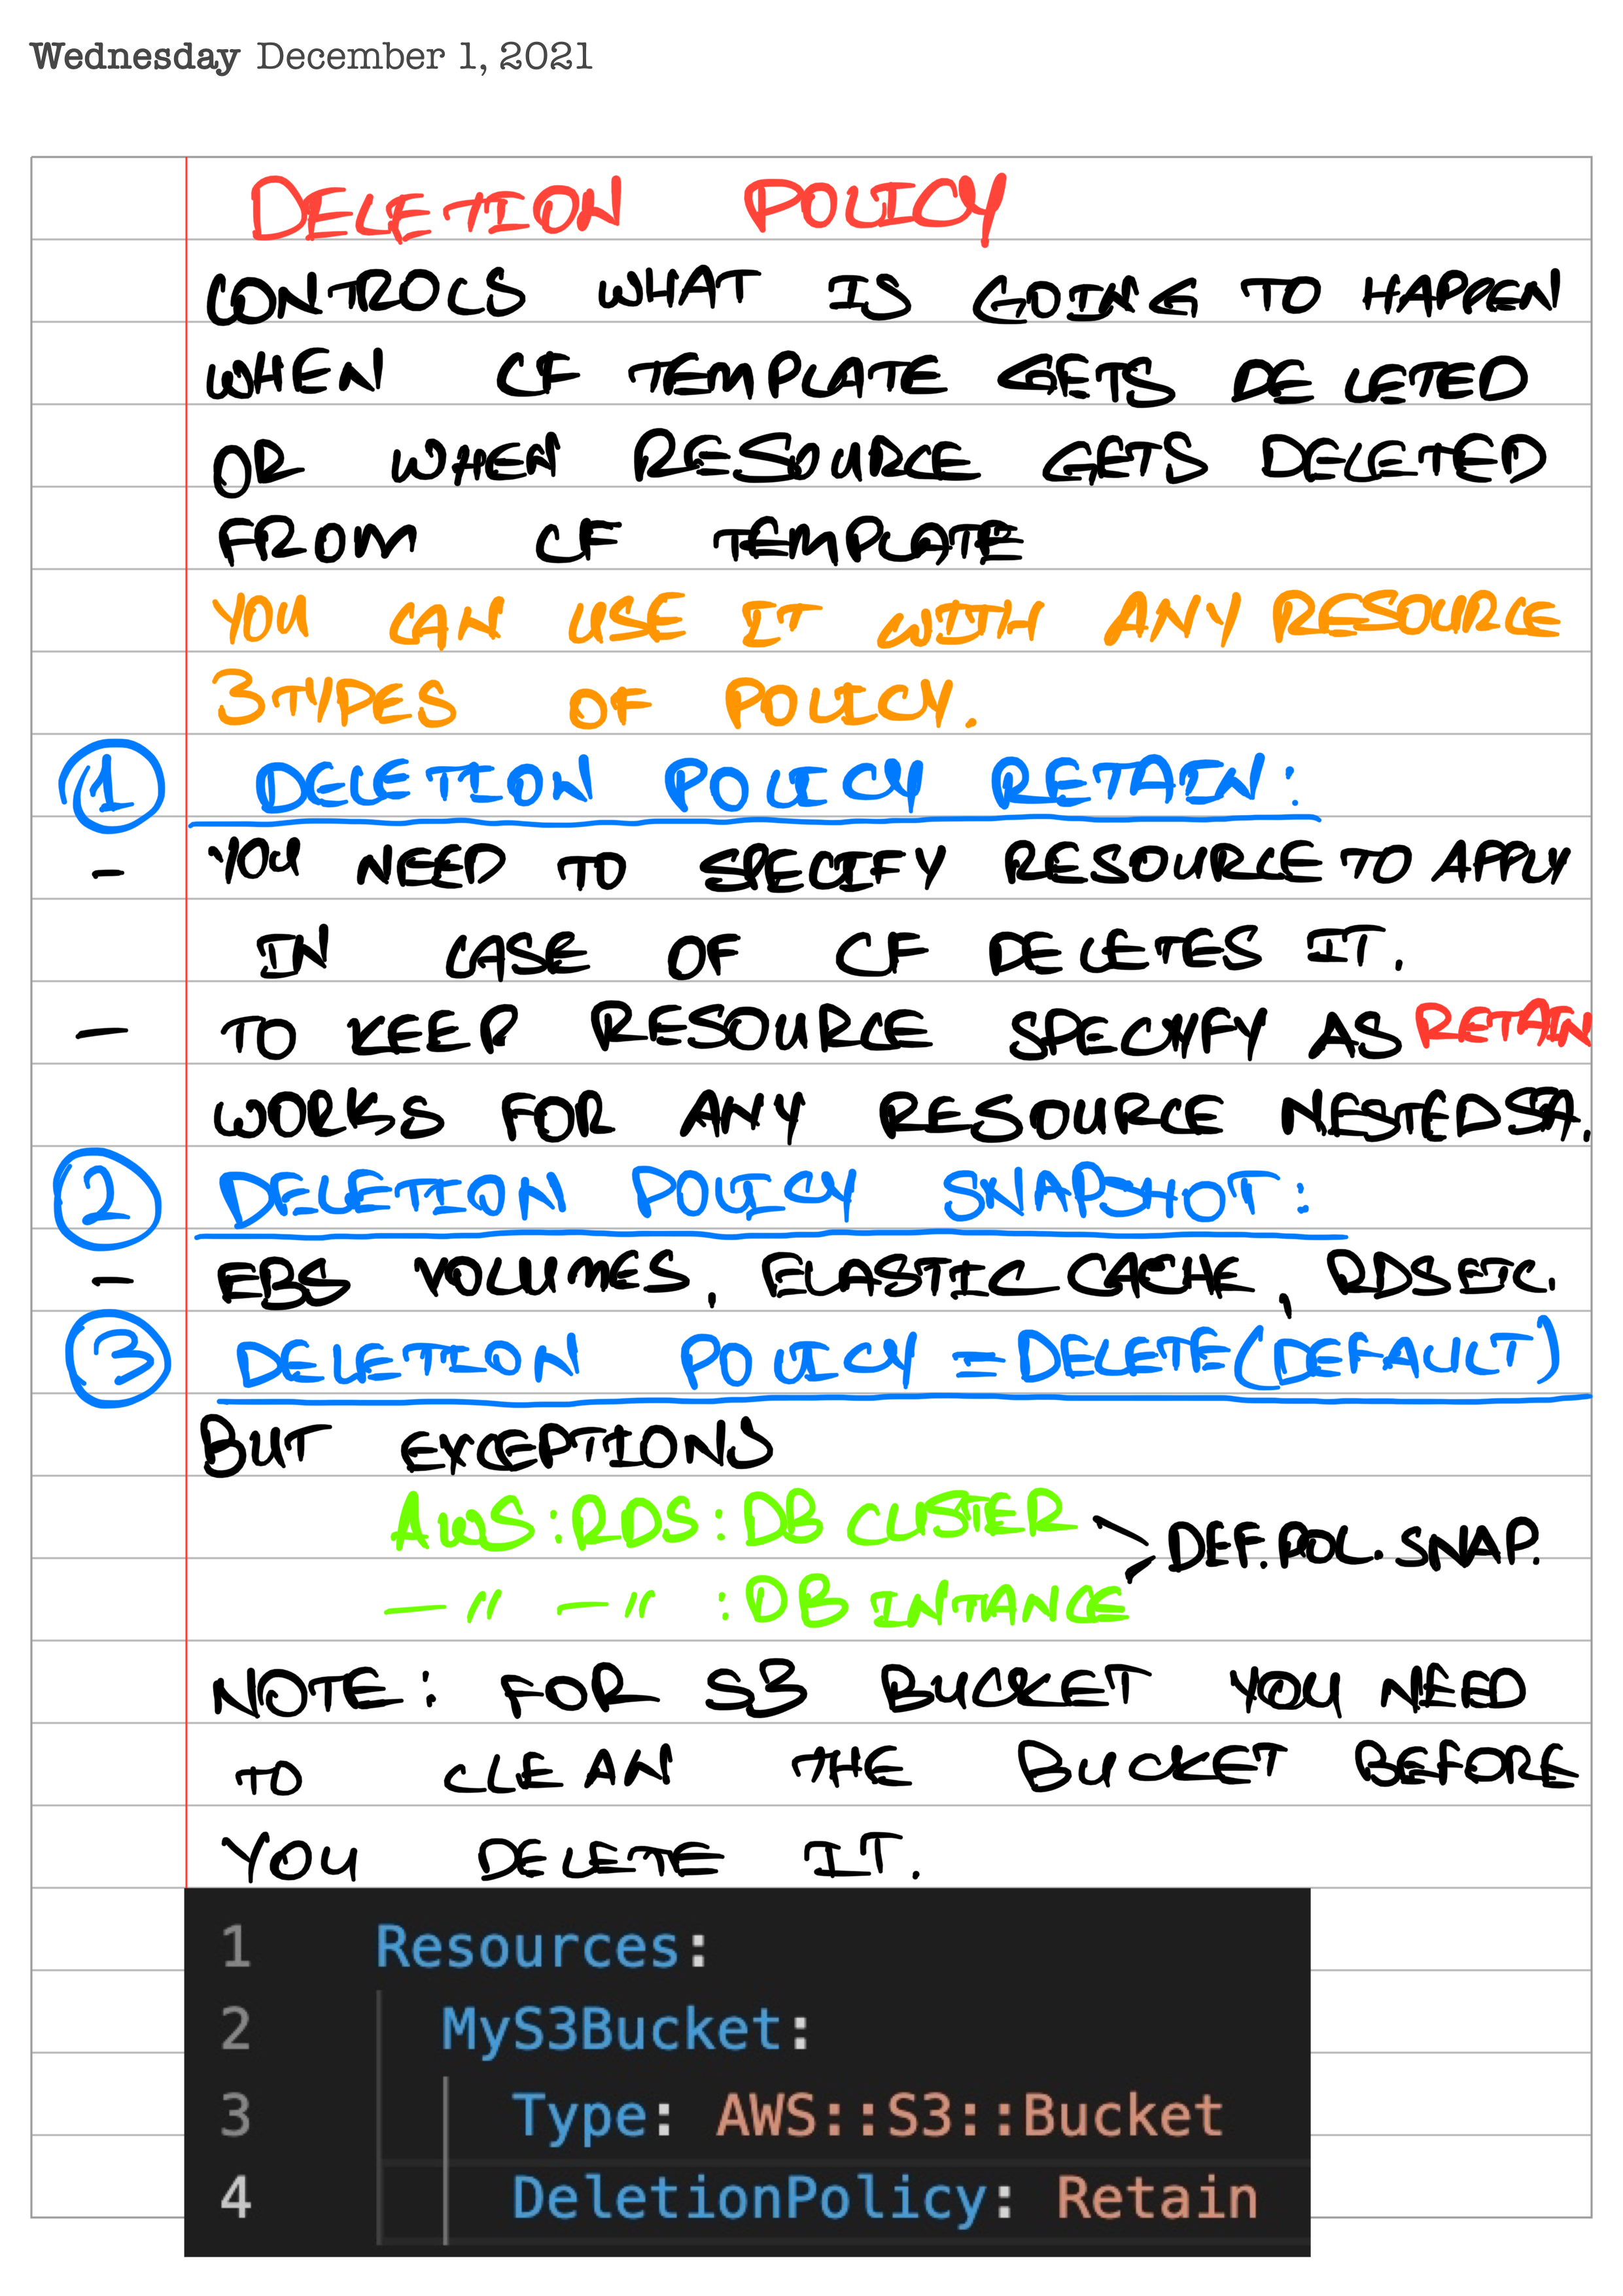 Wednesday December 1, 2021
DELETION POLICY
CONTROLS WHAT IS GOING TO HAPPEN
WHEN CF TEMPLATE GETS DELETED
OR WHEN RESOURCE GETS DELETED
FROM CF TEMPLATE
YOU CAN USE IT WITH ANY RESOURCE
3 TYPES OF POLICY.
① DELETION POLICY RETAIN:
- YOU NEED TO SPECIFY RESOURCE TO APPLY
IN CASE OF CF DELETES IT.
- TO KEEP RESOURCE SPECIFY AS RETAIN
WORKS FOR ANY RESOURCE NESTED SA.
② DELETION POLICY SNAPSHOT:
- EBS VOLUMES, ELASTIC CACHE, RDS ETC.
③ DELETION POLICY = DELETE (DEFAULT)
BUT EXCEPTIONS
AWS:RDS:DB CLUSTER
DEF.POL.SNAP.
—〃 —〃 :DB INTANCE
NOTE: FOR S3 BUCKET YOU NEED
TO CLEAN THE BUCKET BEFORE
YOU DELETE IT.
1 Resources:
2 MyS3Bucket:
3 Type: AWS::S3::Bucket
4 DeletionPolicy: Retain